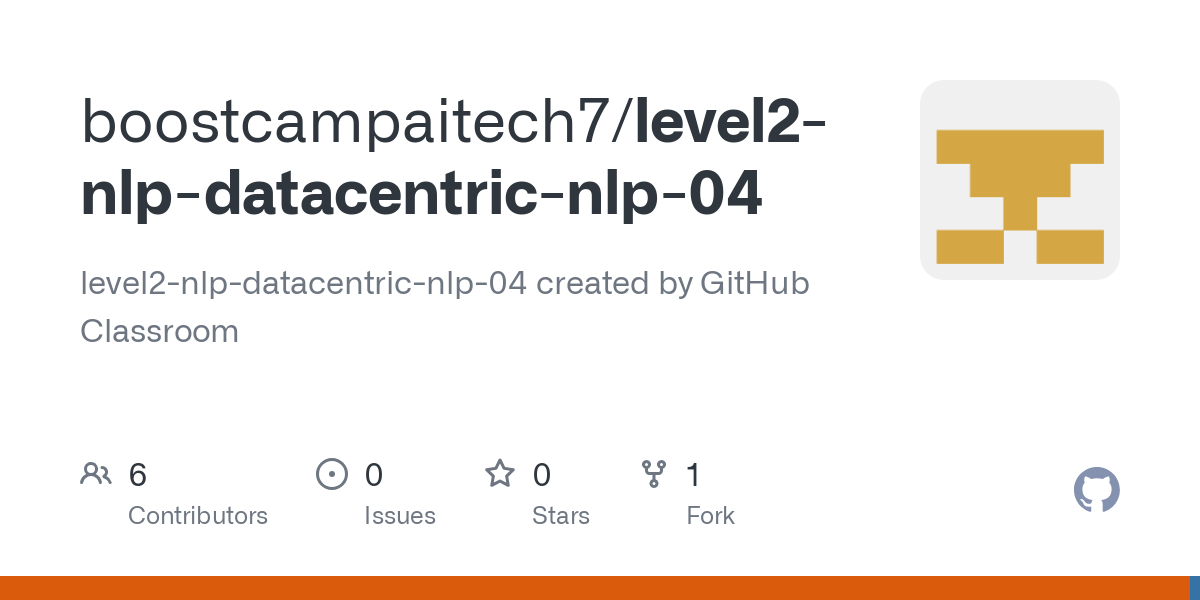 boostcampaitech7/level2-
nlp-datacentric-nlp-04
level2-nlp-datacentric-nlp-04 created by GitHub
Classroom
6 0 0 1
Contributors Issues Stars Fork